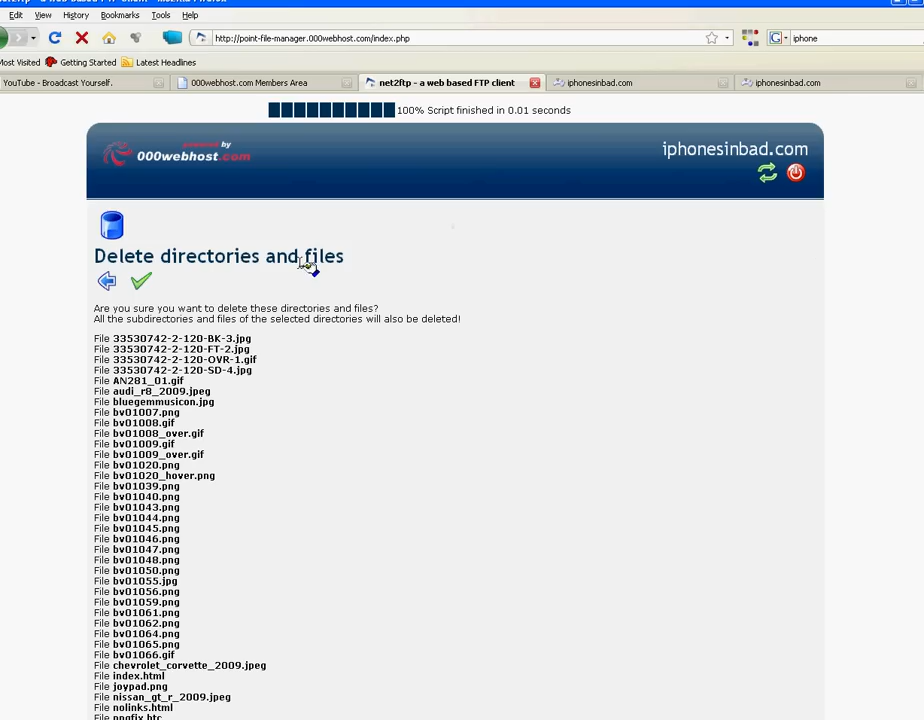 Edit View History Bookmarks Tools Help
http://point-file-manager.000webhost.com/index.php
iphone
Most Visited Getting Started Latest Headlines
YouTube - Broadcast Yourself. 000webhost.com Members Area net2ftp - a web based FTP client iphonesinbad.com iphonesinbad.com
100% Script finished in 0.01 seconds
powered by
000webhost.com
iphonesinbad.com
Delete directories and files
Are you sure you want to delete these directories and files?
All the subdirectories and files of the selected directories will also be deleted!
File 33530742-2-120-BK-3.jpg
File 33530742-2-120-FT-2.jpg
File 33530742-2-120-OVR-1.gif
File 33530742-2-120-SD-4.jpg
File AN281_01.gif
File audi_r8_2009.jpeg
File bluegemmusicon.jpg
File bv01007.png
File bv01008.gif
File bv01008_over.gif
File bv01009.gif
File bv01009_over.gif
File bv01020.png
File bv01020_hover.png
File bv01039.png
File bv01040.png
File bv01043.png
File bv01044.png
File bv01045.png
File bv01046.png
File bv01047.png
File bv01048.png
File bv01050.png
File bv01055.jpg
File bv01056.png
File bv01059.png
File bv01061.png
File bv01062.png
File bv01064.png
File bv01065.png
File bv01066.gif
File chevrolet_corvette_2009.jpeg
File index.html
File joypad.png
File nissan_gt_r_2009.jpeg
File nolinks.html
File pngfix.htc